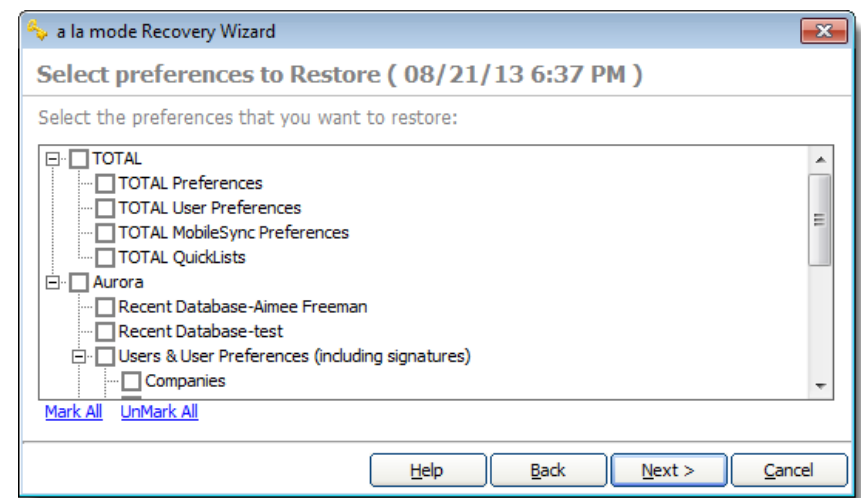 a la mode Recovery Wizard
Select preferences to Restore ( 08/21/13 6:37 PM )
Select the preferences that you want to restore:
TOTAL
TOTAL Preferences
TOTAL User Preferences
TOTAL MobileSync Preferences
TOTAL QuickLists
Aurora
Recent Database-Aimee Freeman
Recent Database-test
Users & User Preferences (including signatures)
Companies
Mark All UnMark All
Help Back Next > Cancel